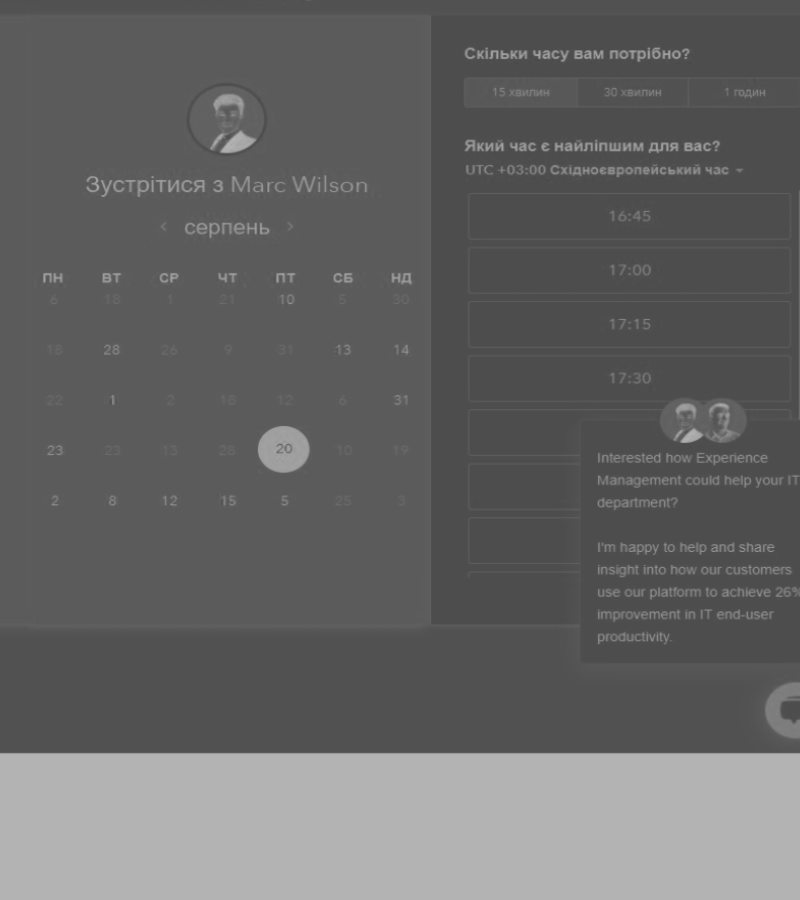 Зустрітися з Marc Wilson
< серпень >
ПН ВТ СР ЧТ ПТ СБ НД
6 18 1 21 10 5 30
18 28 26 9 31 13 14
22 1 2 18 12 6 31
23 23 13 28 20 10 19
2 8 12 15 5 25 3
Скільки часу вам потрібно?
15 хвилин 30 хвилин 1 годин
Який час є найліпшим для вас?
UTC +03:00 Східноєвропейський час
16:45
17:00
17:15
17:30
Interested how Experience
Management could help your IT
department?
I'm happy to help and share
insight into how our customers
use our platform to achieve 26%
improvement in IT end-user
productivity.